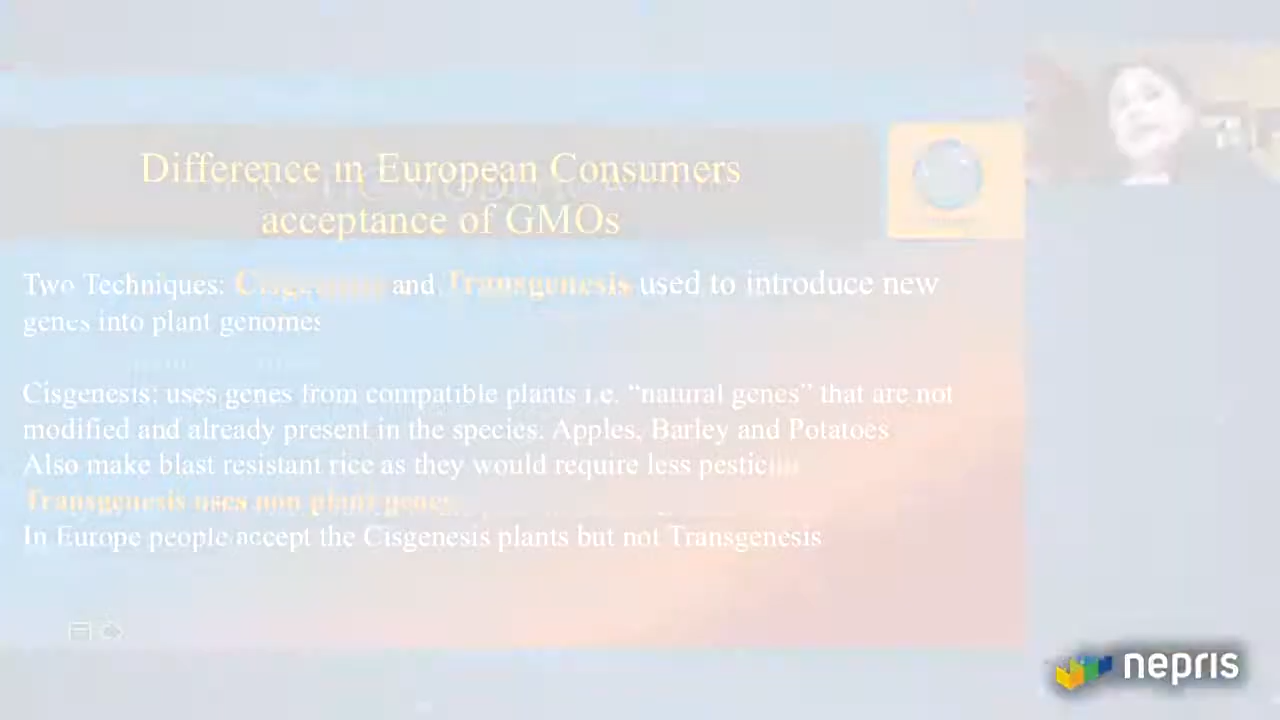 Difference in European Consumers
acceptance of GMOs
Two Techniques: Cisgenesis and Transgenesis used to introduce new
genes into plant genomes
Cisgenesis: uses genes from compatible plants i.e. “natural genes” that are not
modified and already present in the species. Apples, Barley and Potatoes
Also make blast resistant rice as they would require less
Transgenesis uses non plant genes
In Europe people accept the Cisgenesis plants but not Transgenesis
nepris